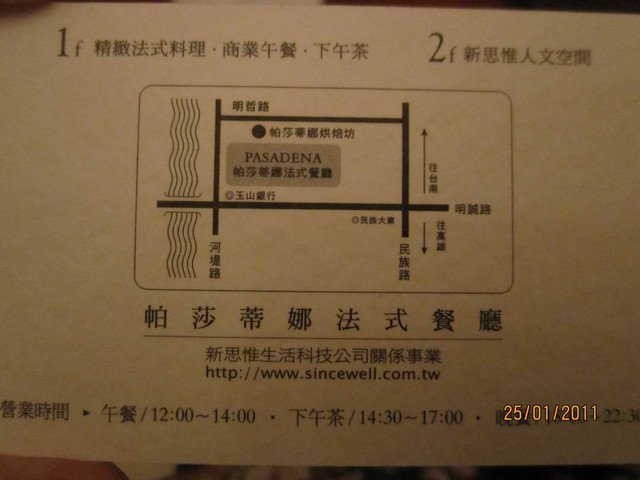 1f 精緻法式料理·商業午餐·下午茶
2f 新思惟人文空間
明哲路
帕莎蒂娜烘焙坊
PASADENA
帕莎蒂娜法式餐廳
往台南
◎玉山銀行
明誠路
◎民族大樂
往高雄
河堤路
民族路
帕莎蒂娜法式餐廳
新思惟生活科技公司關係事業
http://www.sincewell.com.tw
營業時間 ▸ 午餐/12:00~14:00 · 下午茶/14:30~17:00 · 晚餐 22:30
25/01/2011